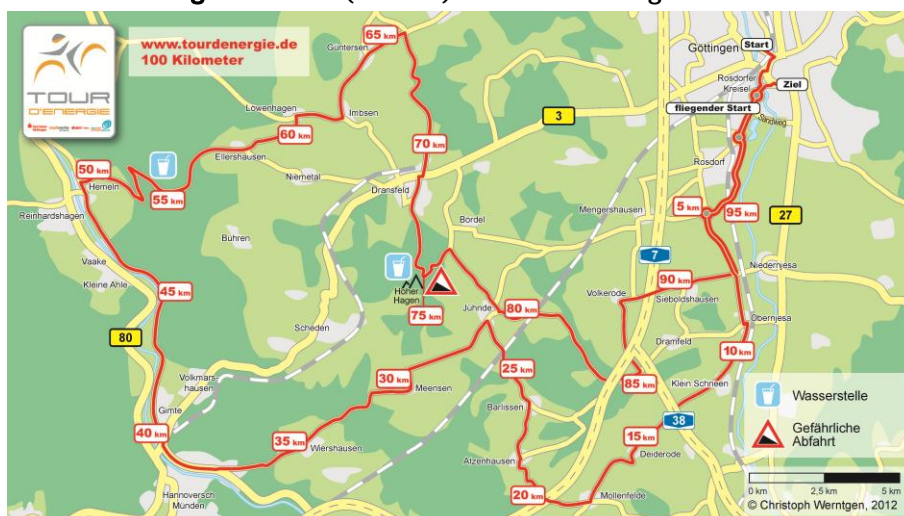 www.tourdenergie.de
100 Kilometer
TOUR
D'ENERGIE
65 km
Güntersen
Göttingen
Start
Rosdorfer
Kreisel
Ziel
fliegender Start
Sandweg
Löwenhagen
Imbsen
60 km
3
70 km
Ellershausen
Niemetal
Rosdorf
50 km
Hemeln
55 km
Dransfeld
Bördel
Mengershausen
5 km
95 km
27
Reinhardshagen
Bühren
7
Niedernjesa
Vaake
Kleine Ahle
45 km
Hoher
Hagen
75 km
Jühnde
80 km
Volkerode
90 km
Sieboldshausen
Obernjesa
80
Scheden
Dramfeld
10 km
Volkmars-
hausen
30 km
Meensen
25 km
85 km
Klein Schneen
Gimte
Barlissen
38
Wasserstelle
40 km
35 km
Wiershausen
15 km
Deiderode
Gefährliche
Abfahrt
Atzenhausen
Hannoversch
Münden
20 km
Mollenfelde
0 km
2,5 km
5 km
© Christoph Werntgen, 2012